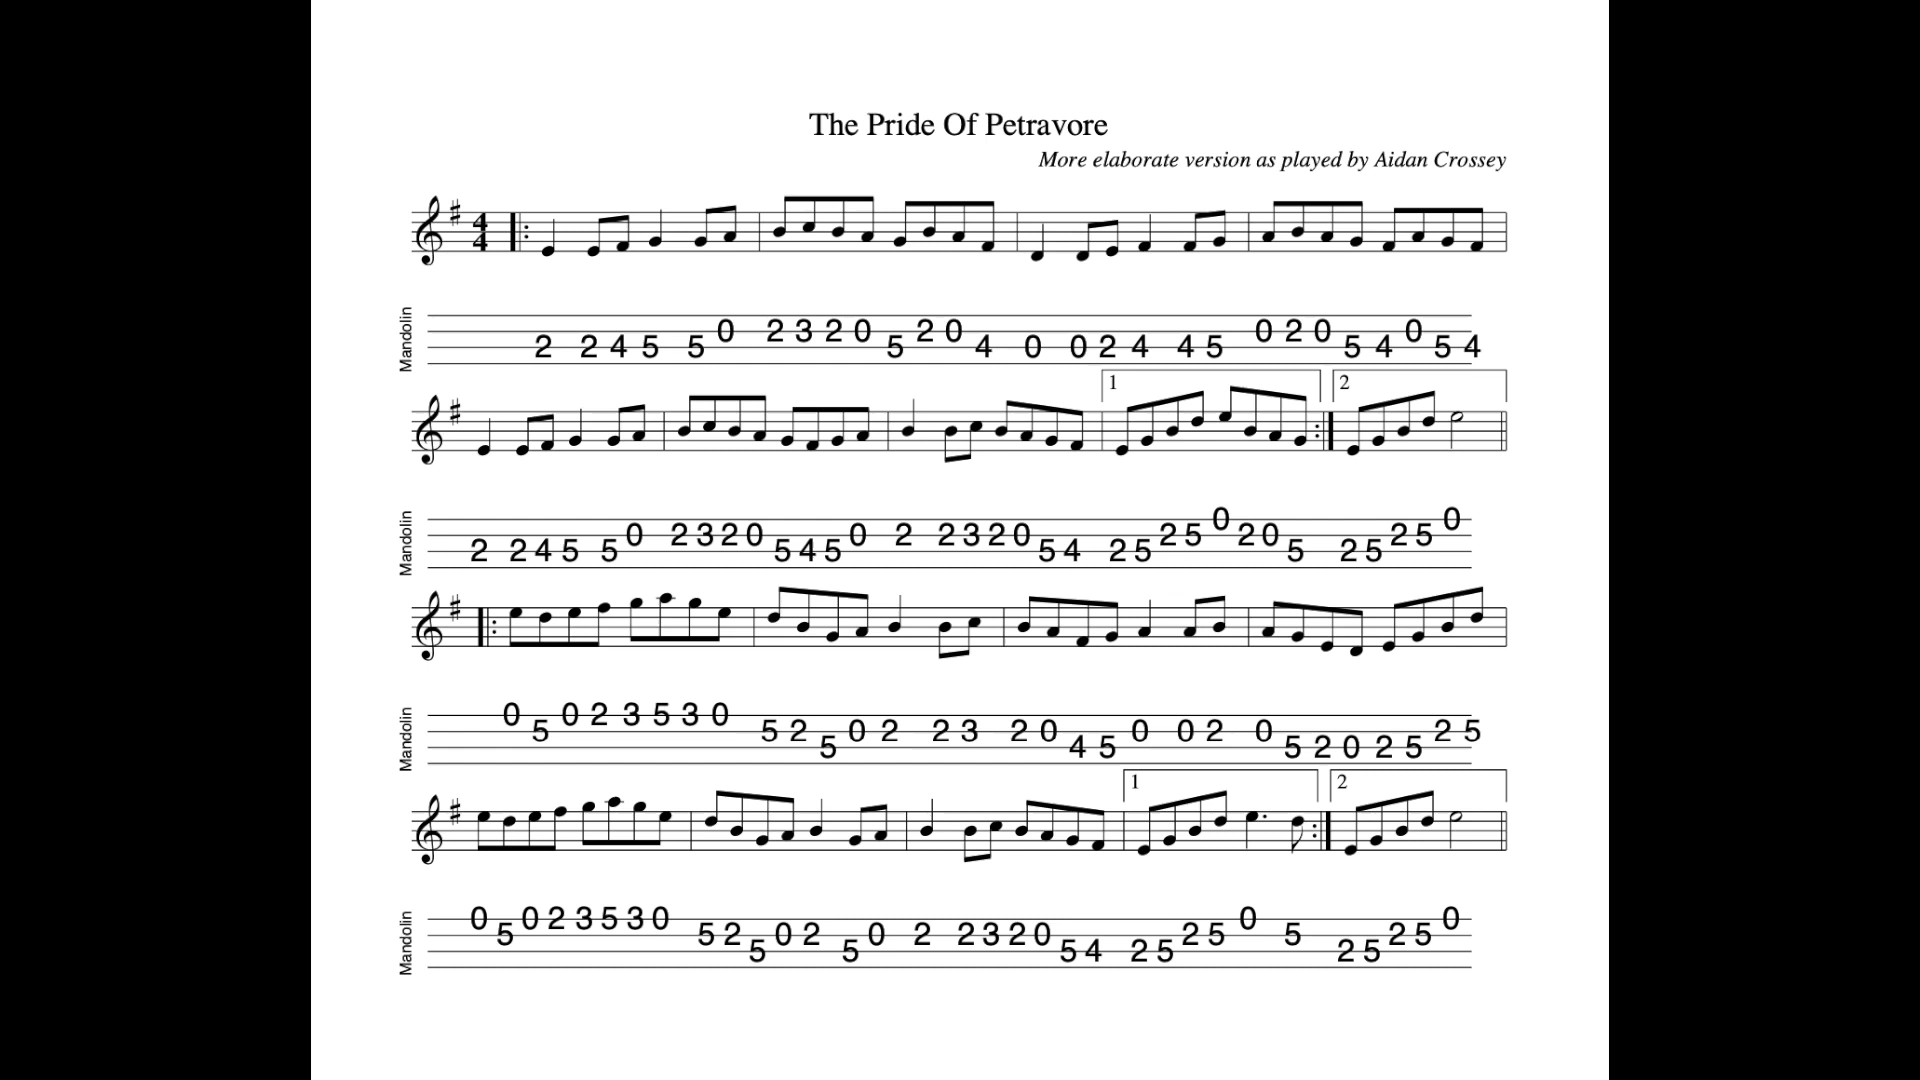 The Pride Of Petravore
More elaborate version as played by Aidan Crossey
4
4
Mandolin
2 2 4 5 5 0 2 3 2 0 5 2 0 4 0 0 2 4 4 5 0 2 0 5 4 0 5 4
1 2
Mandolin
2 2 4 5 5 0 2 3 2 0 5 4 5 0 2 2 3 2 0 5 4 2 5 2 5 0 2 0 5 2 5 2 5 0
Mandolin
0 5 0 2 3 5 3 0 5 2 5 0 2 2 3 2 0 4 5 0 0 2 0 5 2 0 2 5 2 5
1 2
Mandolin
0 5 0 2 3 5 3 0 5 2 5 0 2 5 0 2 2 3 2 0 5 4 2 5 2 5 0 5 2 5 2 5 0